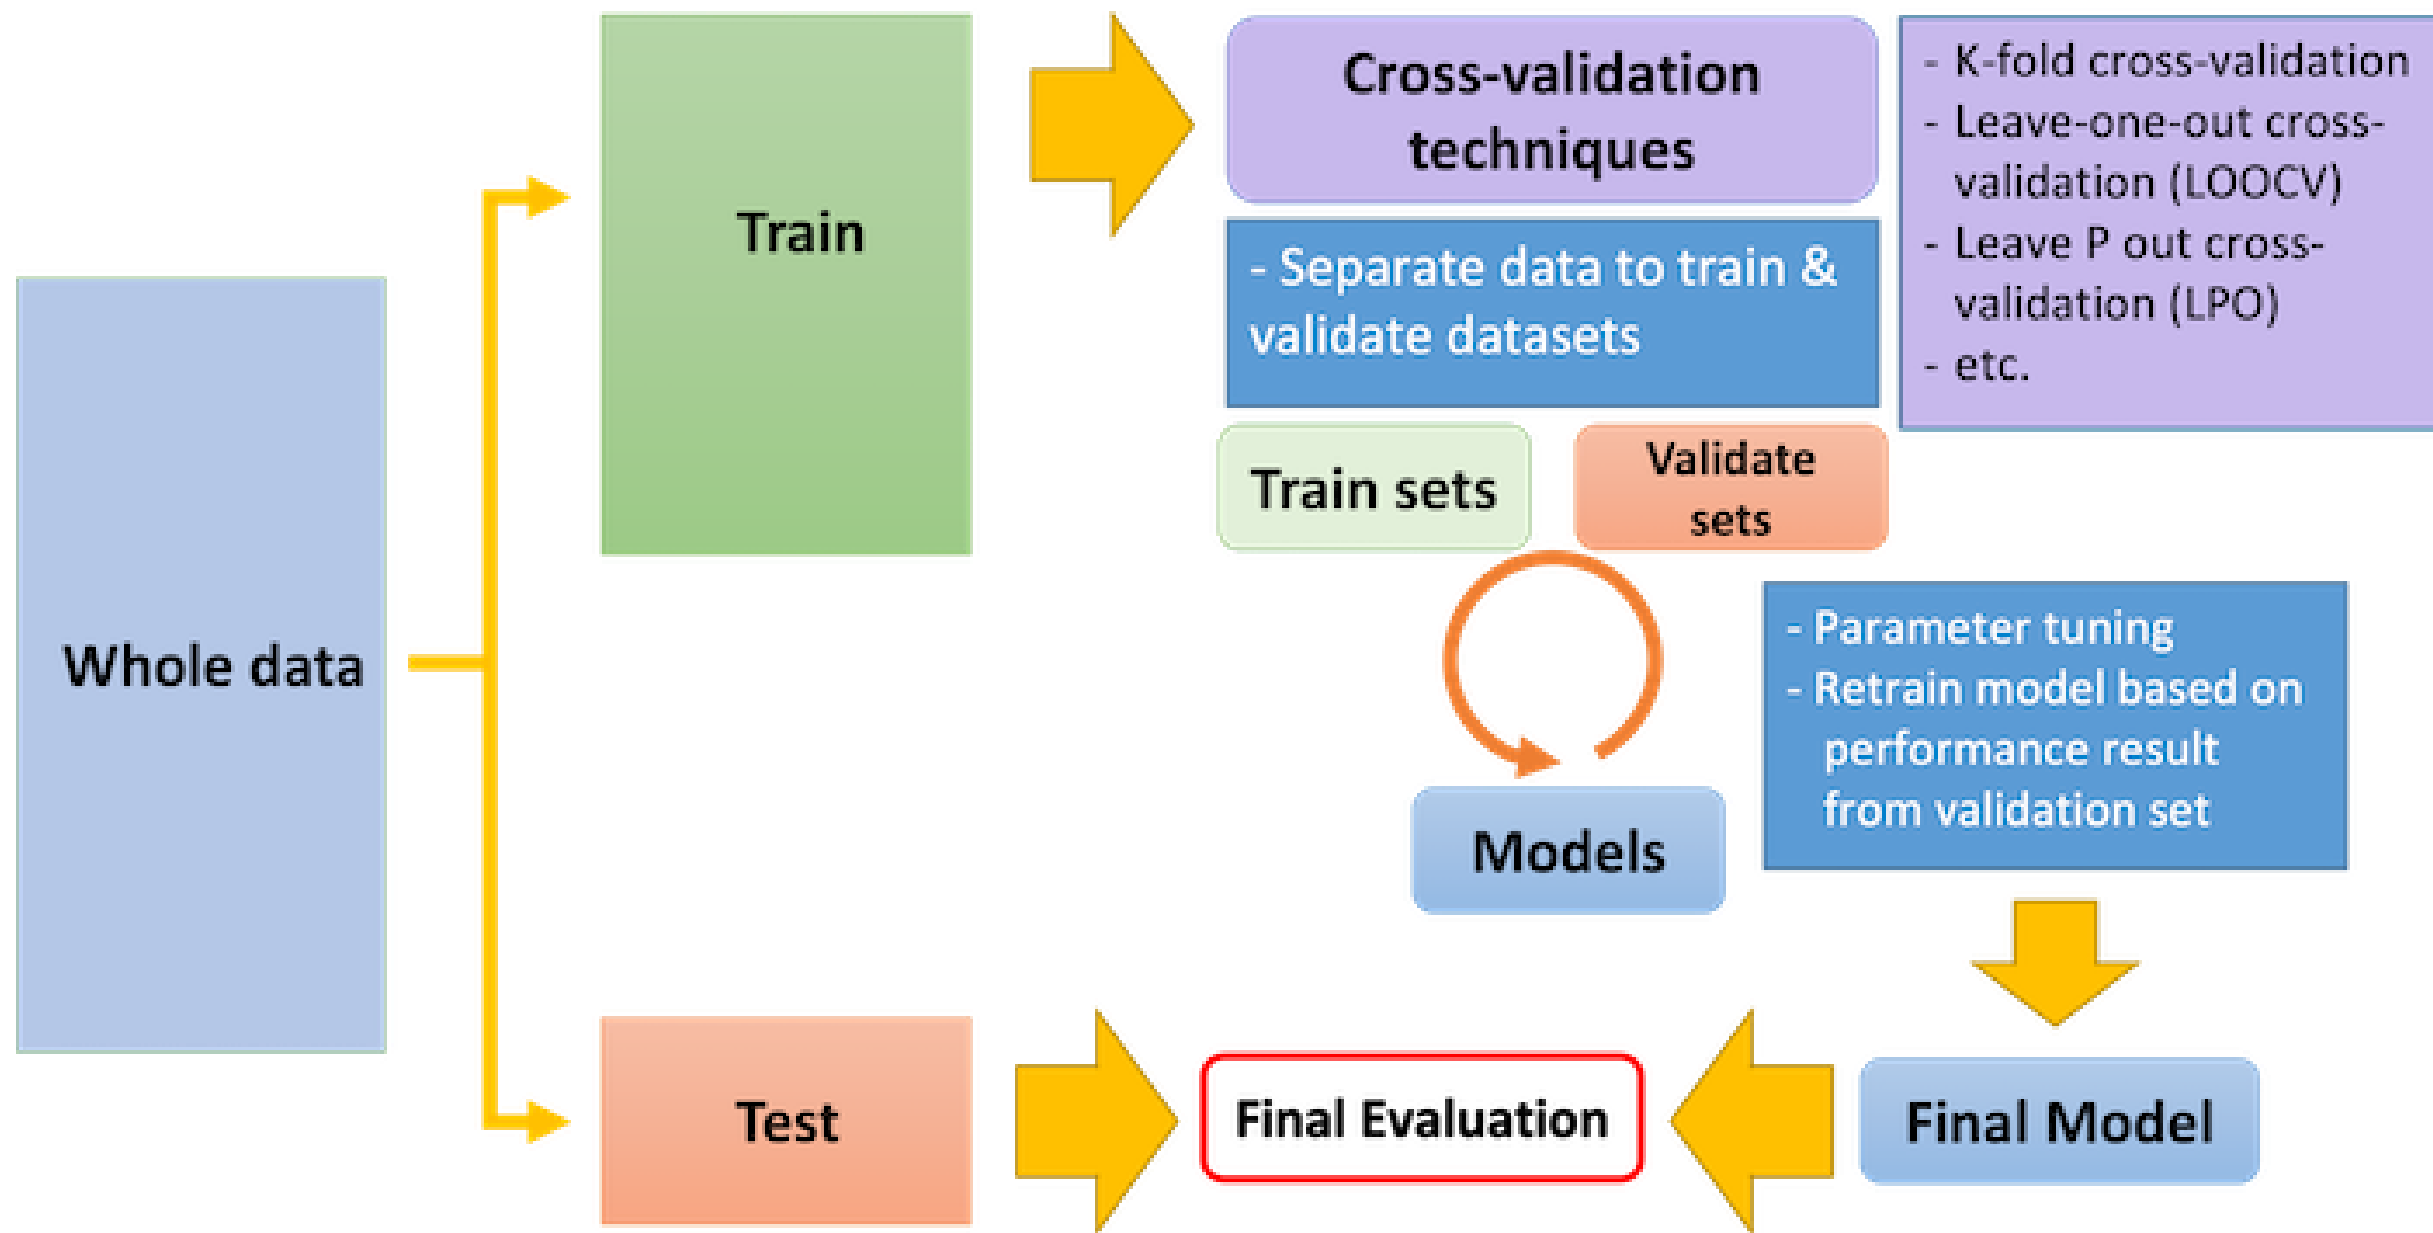 Whole data
Train
Test
Cross-validation
techniques
- Separate data to train &
validate datasets
- K-fold cross-validation
- Leave-one-out cross-
validation (LOOCV)
- Leave P out cross-
validation (LPO)
- etc.
Train sets
Validate
sets
Models
- Parameter tuning
- Retrain model based on
performance result
from validation set
Final Evaluation
Final Model